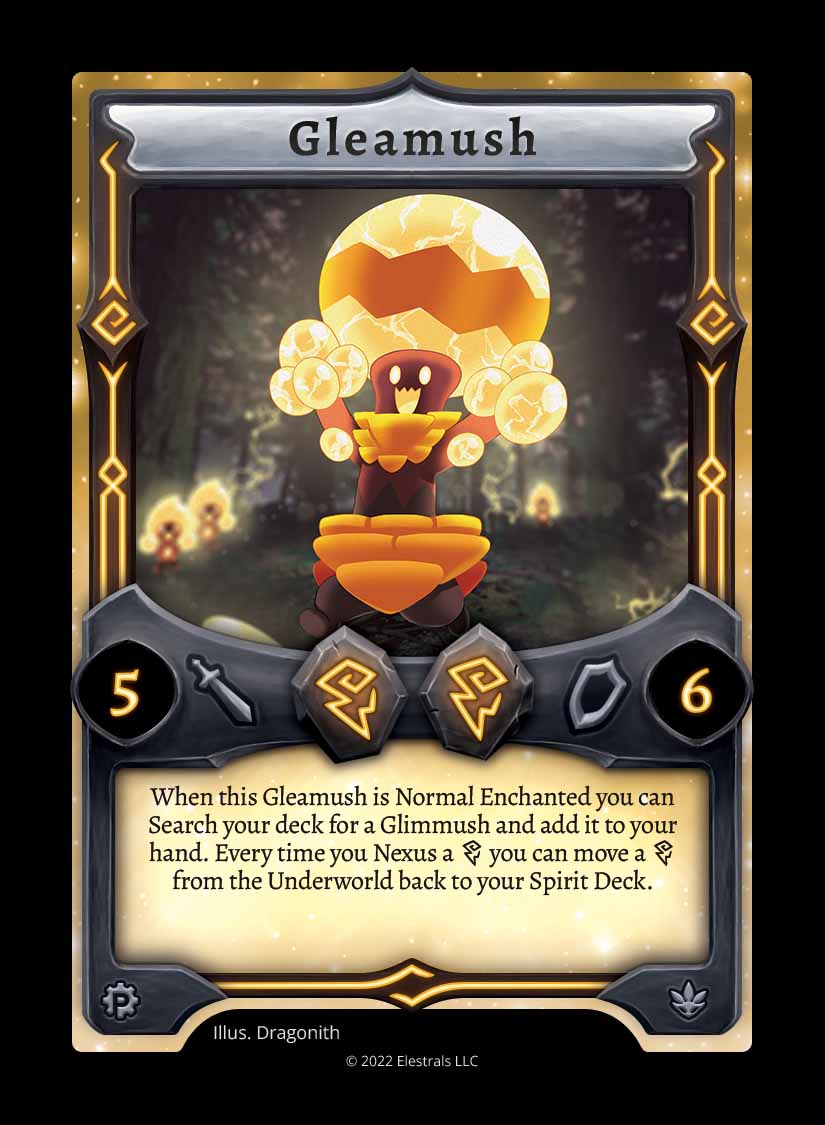 Gleamush
5
6
When this Gleamush is Normal Enchanted you can
Search your deck for a Glimmush and add it to your
hand. Every time you Nexus a you can move a
from the Underworld back to your Spirit Deck.
P
Illus. Dragonith
© 2022 Elestrals LLC